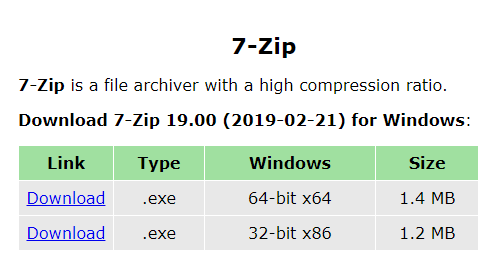 7-Zip
7-Zip is a file archiver with a high compression ratio.
Download 7-Zip 19.00 (2019-02-21) for Windows:
Link Type Windows Size
Download .exe 64-bit x64 1.4 MB
Download .exe 32-bit x86 1.2 MB